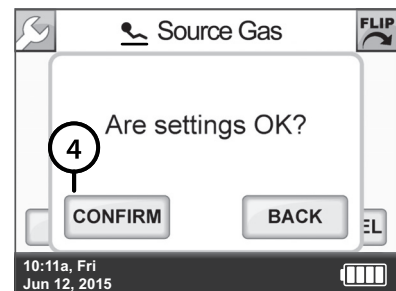 Source Gas
FLIP
Are settings OK?
4
CONFIRM
BACK
EL
10:11a, Fri
Jun 12, 2015